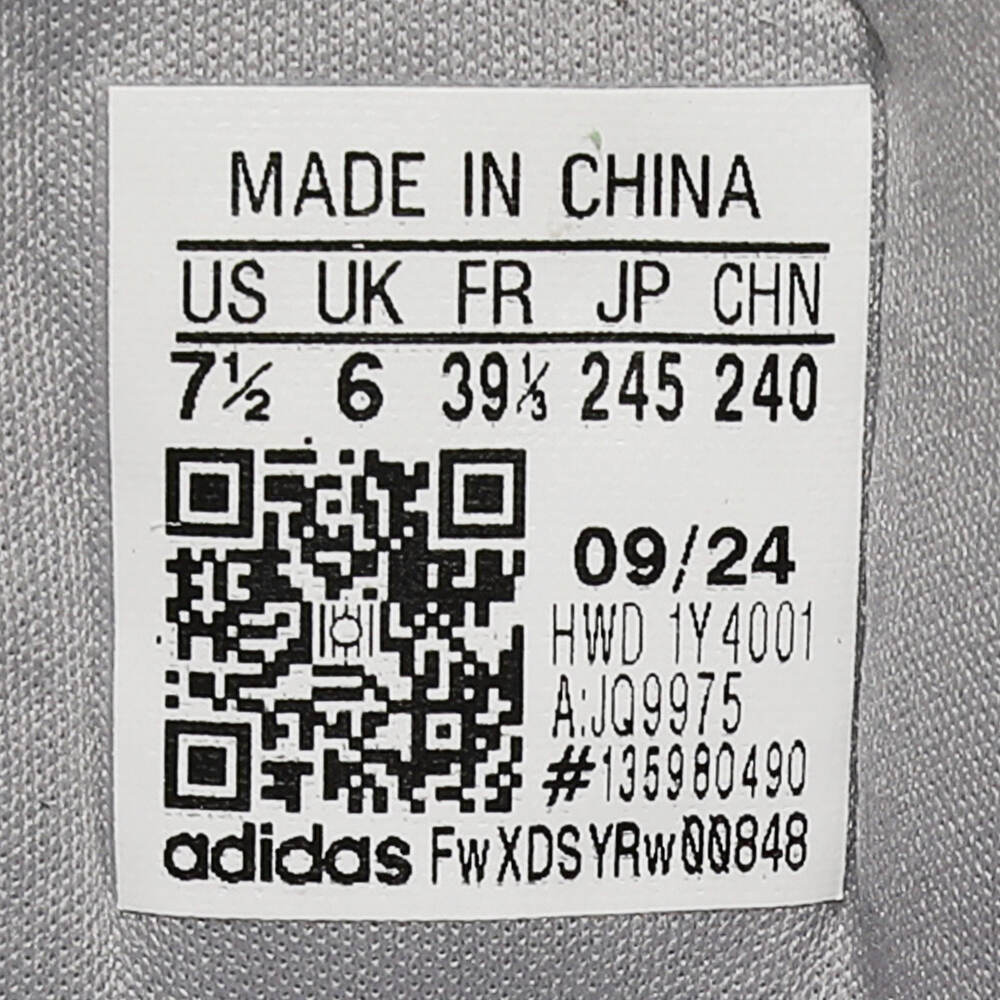 MADE IN CHINA
US UK FR JP CHN
7½ 6 39⅓ 245 240
09/24
HWD 1Y4001
A:JQ9975
#135980490
adidas FwXDSYRw00848